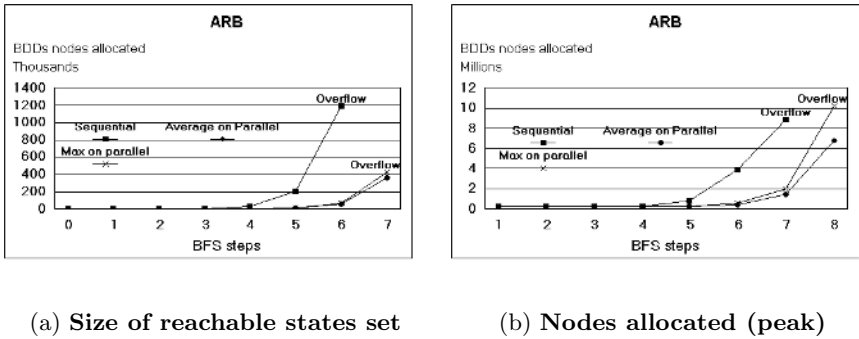 ARB
BDDs nodes allocated
Thousands
1400
1200
1000
800
600
400
200
0
Overflow
Sequential
Average on Parallel
Max on parallel
Overflow
0 1 2 3 4 5 6 7
BFS steps
ARB
BDDs nodes allocated
Millions
12
10
8
6
4
2
0
Overflow
Overflow
Sequential
Average on Parallel
Max on parallel
1 2 3 4 5 6 7 8
BFS steps
(a) Size of reachable states set
(b) Nodes allocated (peak)